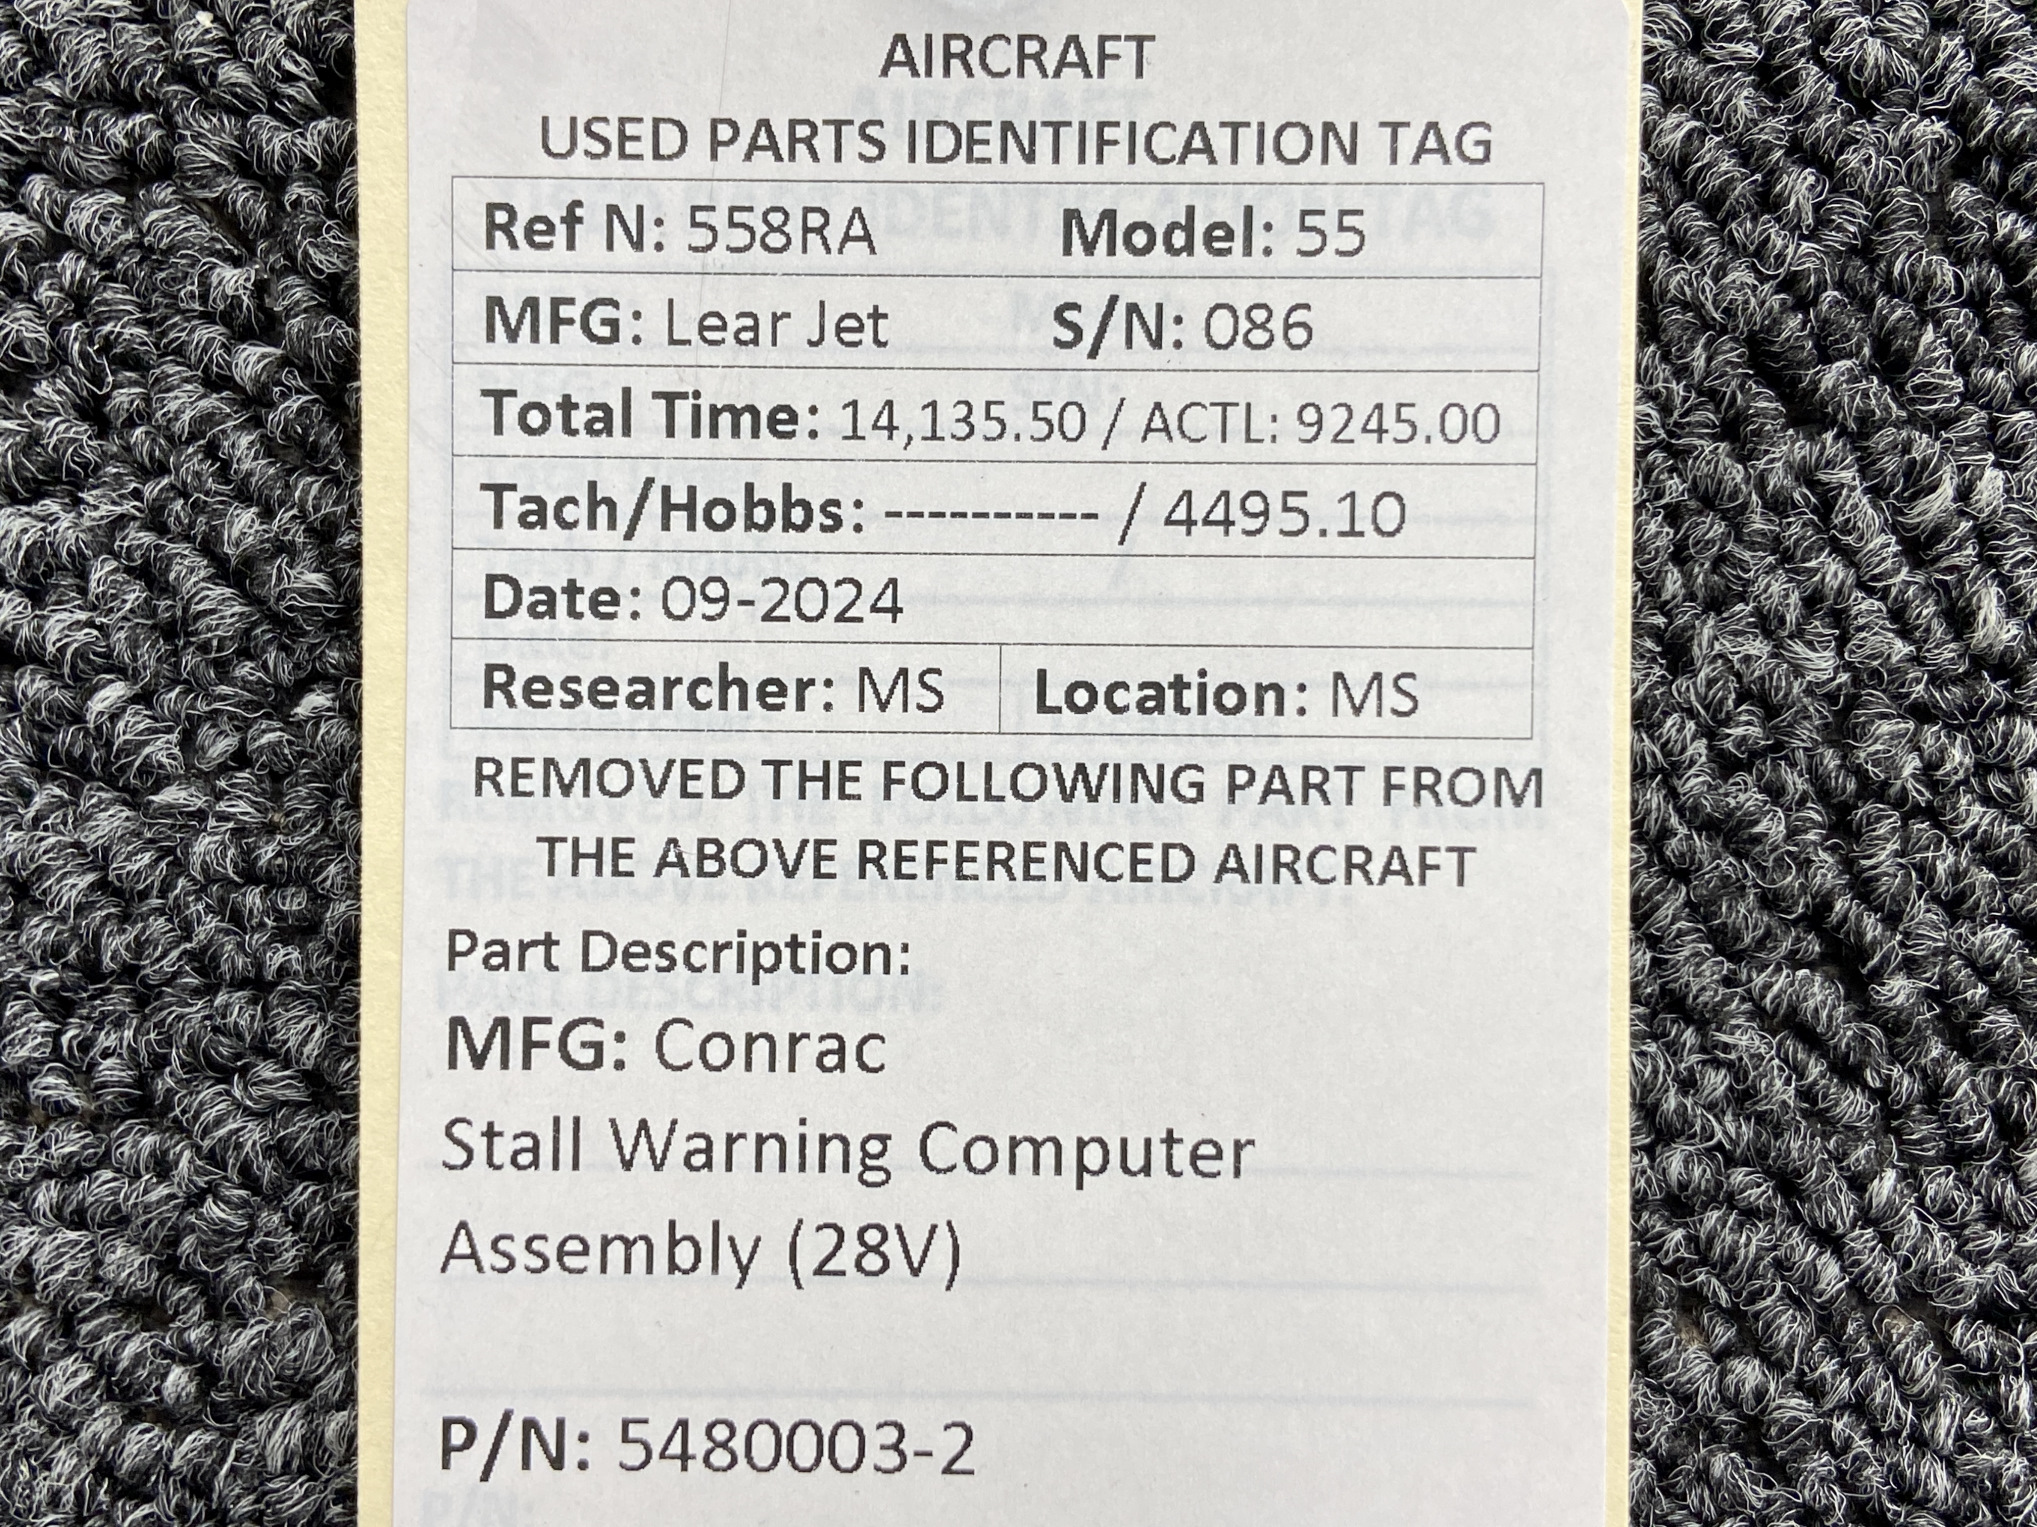 AIRCRAFT
USED PARTS IDENTIFICATION TAG
Ref N: 558RA Model: 55
MFG: Lear Jet S/N: 086
Total Time: 14,135.50 / ACTL: 9245.00
Tach/Hobbs: ---------- / 4495.10
Date: 09-2024
Researcher: MS Location: MS
REMOVED THE FOLLOWING PART FROM
THE ABOVE REFERENCED AIRCRAFT
Part Description:
MFG: Conrac
Stall Warning Computer
Assembly (28V)
P/N: 5480003-2